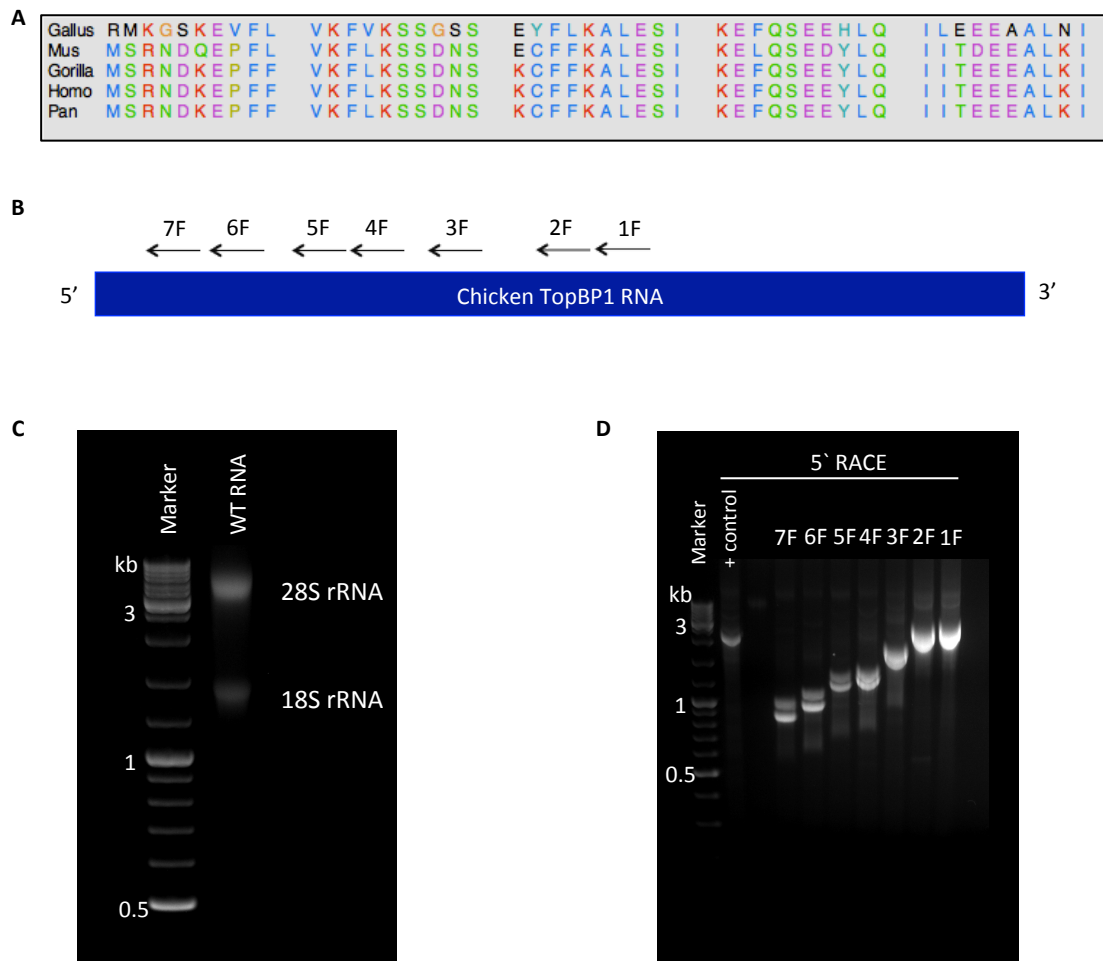 A
Gallus RMKGSKEVFL VKFVKSSGSS EYFLKALESI KEFQSEEHLQ ILEEEAALNI
Mus MSRNDQEPFL VKFLKSSDNS ECFFKALESI KELQSEEDYLQ IITDEEALKI
Gorilla MSRNDKEPFF VKFLKSSDNS KCFFKALESI KEFQSEEYLQ IITEEEALKI
Homo MSRNDKEPFF VKFLKSSDNS KCFFKALESI KEFQSEEYLQ IITEEEALKI
Pan MSRNDKEPFF VKFLKSSDNS KCFFKALESI KEFQSEEYLQ IITEEEALKI
B
7F 6F 5F 4F 3F 2F 1F
5’ Chicken TopBP1 RNA 3’
C
Marker
WT RNA
kb
3
1
0.5
28S rRNA
18S rRNA
D
5` RACE
Marker
+ control
7F 6F 5F 4F 3F 2F 1F
kb
3
1
0.5